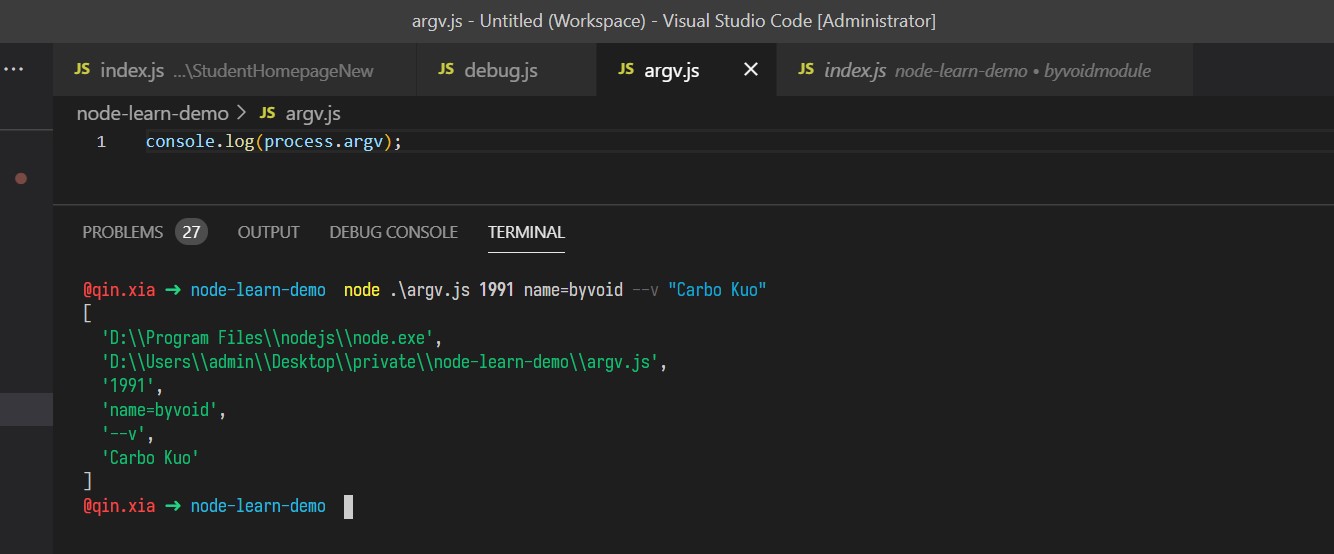 argv.js - Untitled (Workspace) - Visual Studio Code [Administrator]
JS index.js ...\StudentHomepageNew JS debug.js JS argv.js × JS index.js node-learn-demo • byvoidmodule
node-learn-demo > JS argv.js
1 console.log(process.argv);
PROBLEMS 27 OUTPUT DEBUG CONSOLE TERMINAL
@qin.xia ➜ node-learn-demo node .\argv.js 1991 name=byvoid --v "Carbo Kuo"
[
'D:\\Program Files\\nodejs\\node.exe',
'D:\\Users\\admin\\Desktop\\private\\node-learn-demo\\argv.js',
'1991',
'name=byvoid',
'--v',
'Carbo Kuo'
]
@qin.xia ➜ node-learn-demo